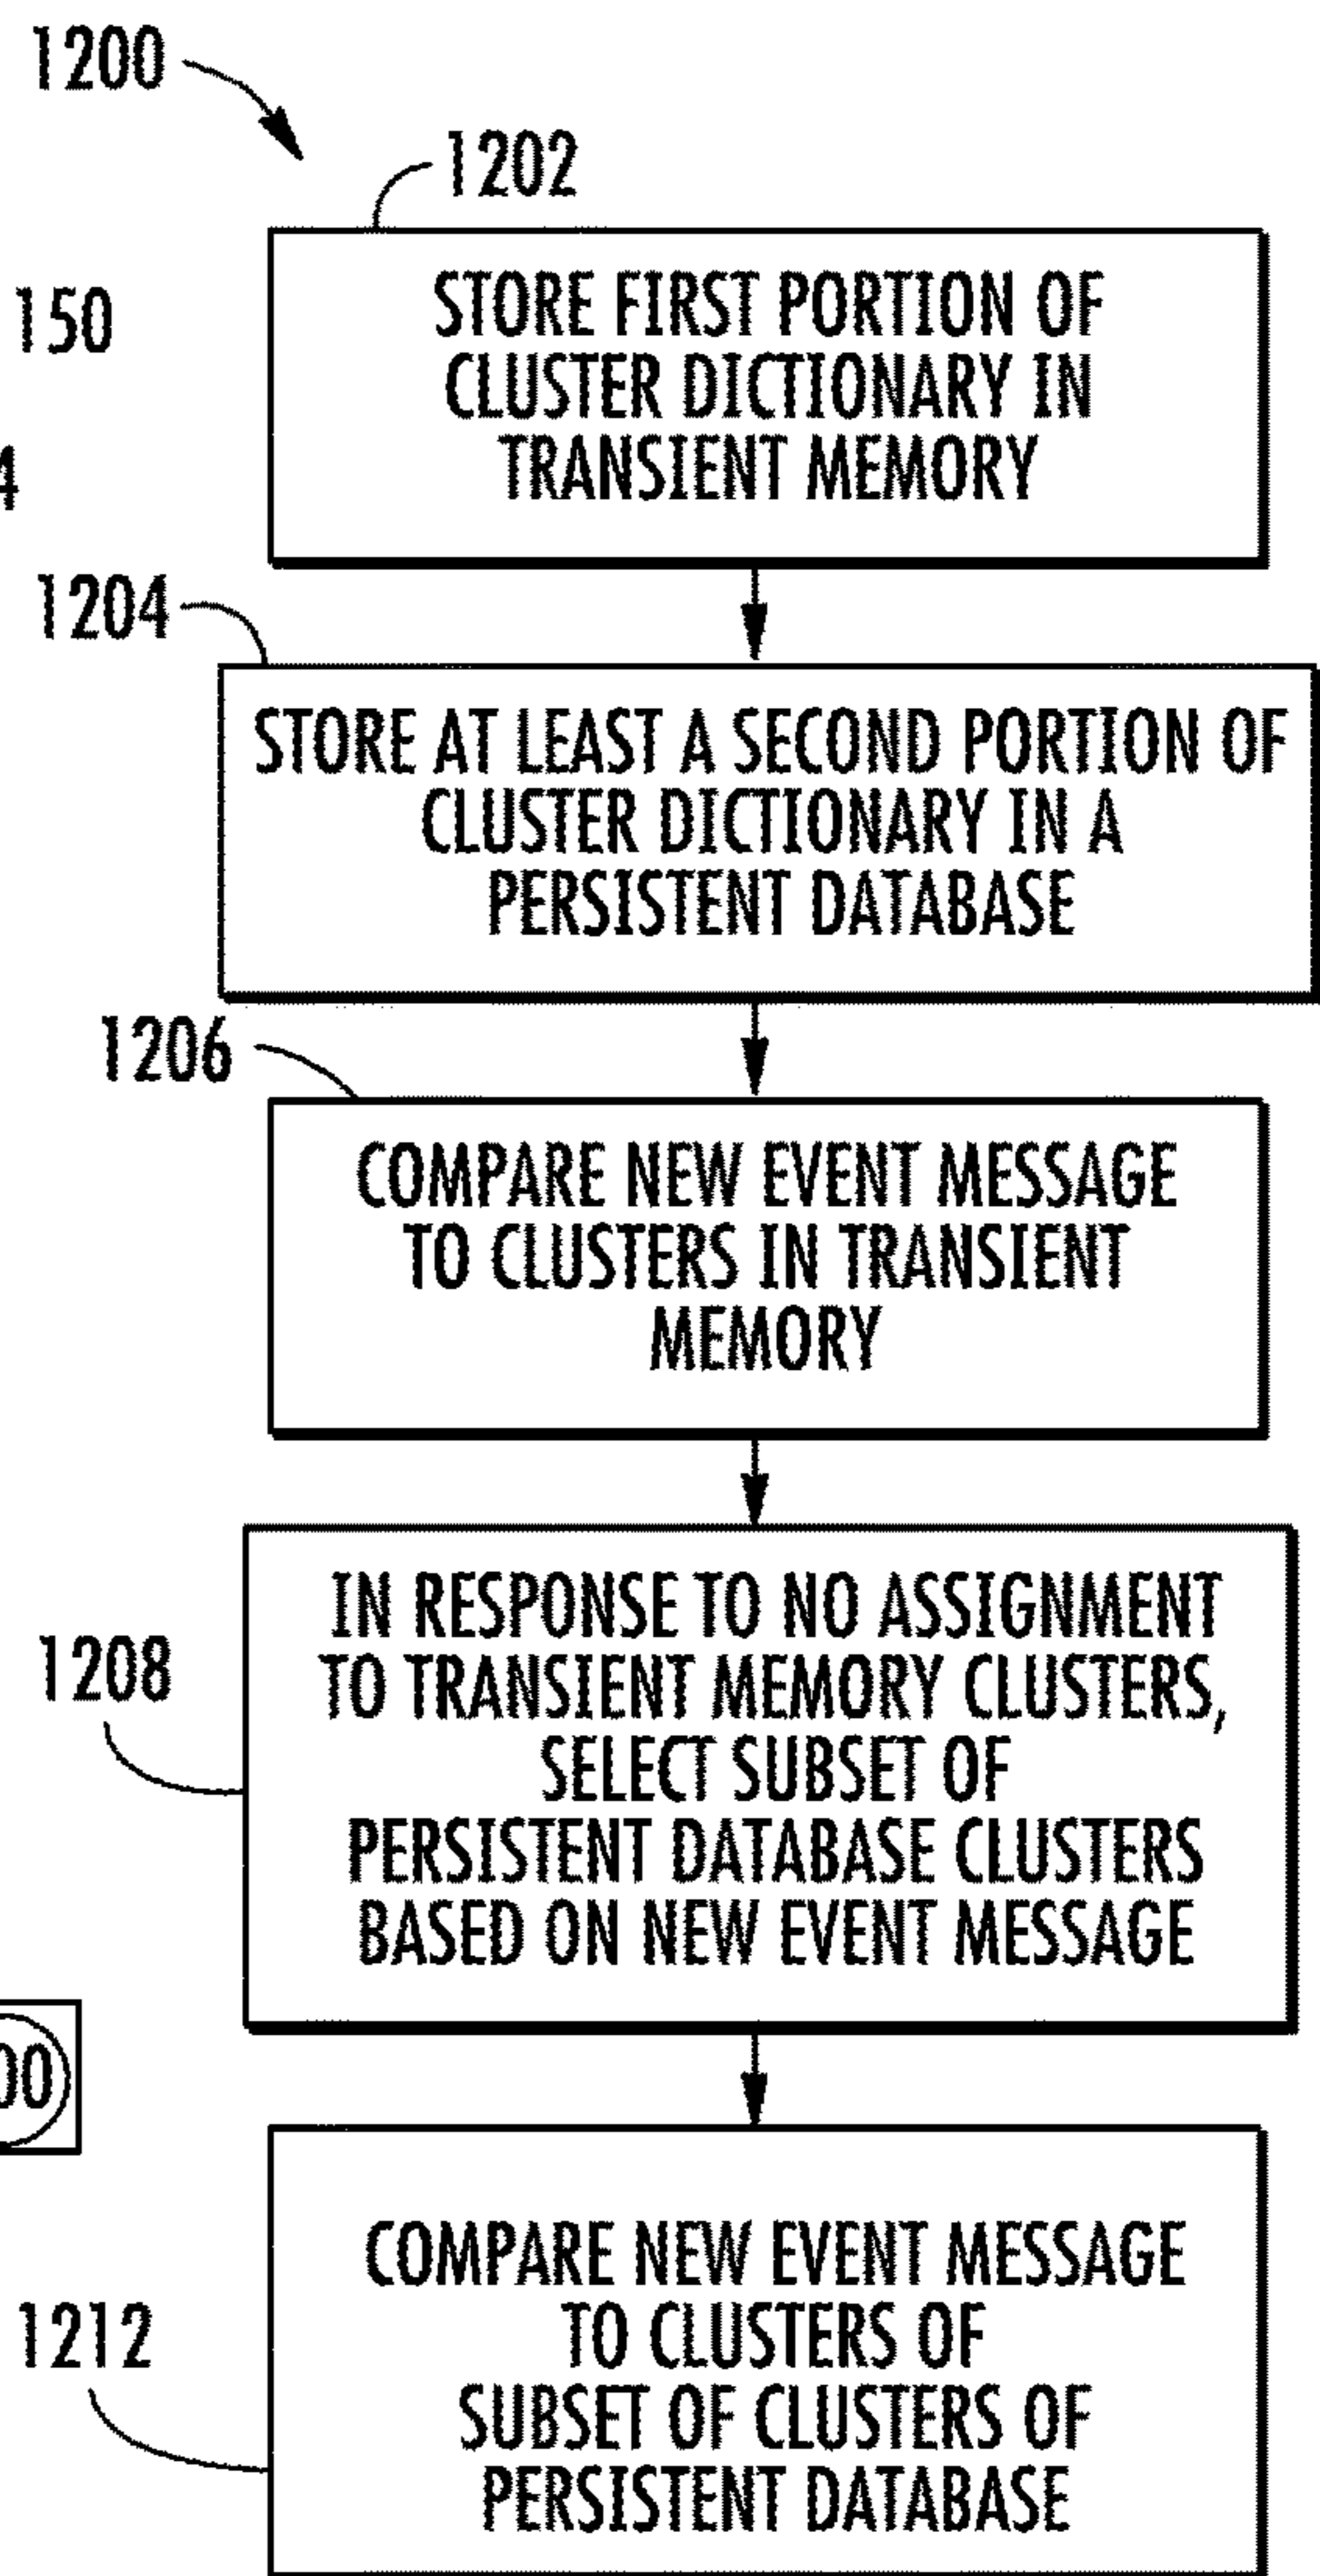 1200
1202
STORE FIRST PORTION OF
CLUSTER DICTIONARY IN
TRANSIENT MEMORY
150
4
1204
STORE AT LEAST A SECOND PORTION OF
CLUSTER DICTIONARY IN A
PERSISTENT DATABASE
1206
COMPARE NEW EVENT MESSAGE
TO CLUSTERS IN TRANSIENT
MEMORY
1208
IN RESPONSE TO NO ASSIGNMENT
TO TRANSIENT MEMORY CLUSTERS,
SELECT SUBSET OF
PERSISTENT DATABASE CLUSTERS
BASED ON NEW EVENT MESSAGE
00
1212
COMPARE NEW EVENT MESSAGE
TO CLUSTERS OF
SUBSET OF CLUSTERS OF
PERSISTENT DATABASE